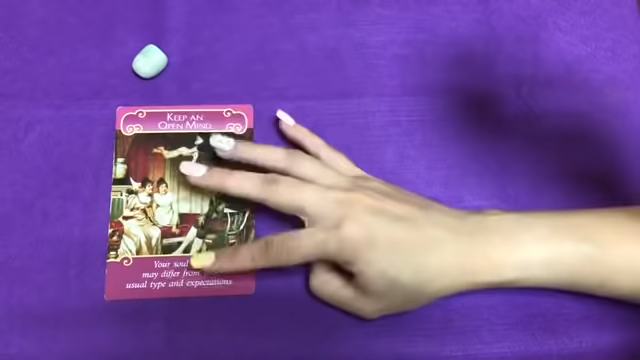 KEEP AN
OPEN MIND
Your soul
may differ from
usual type and expectations.